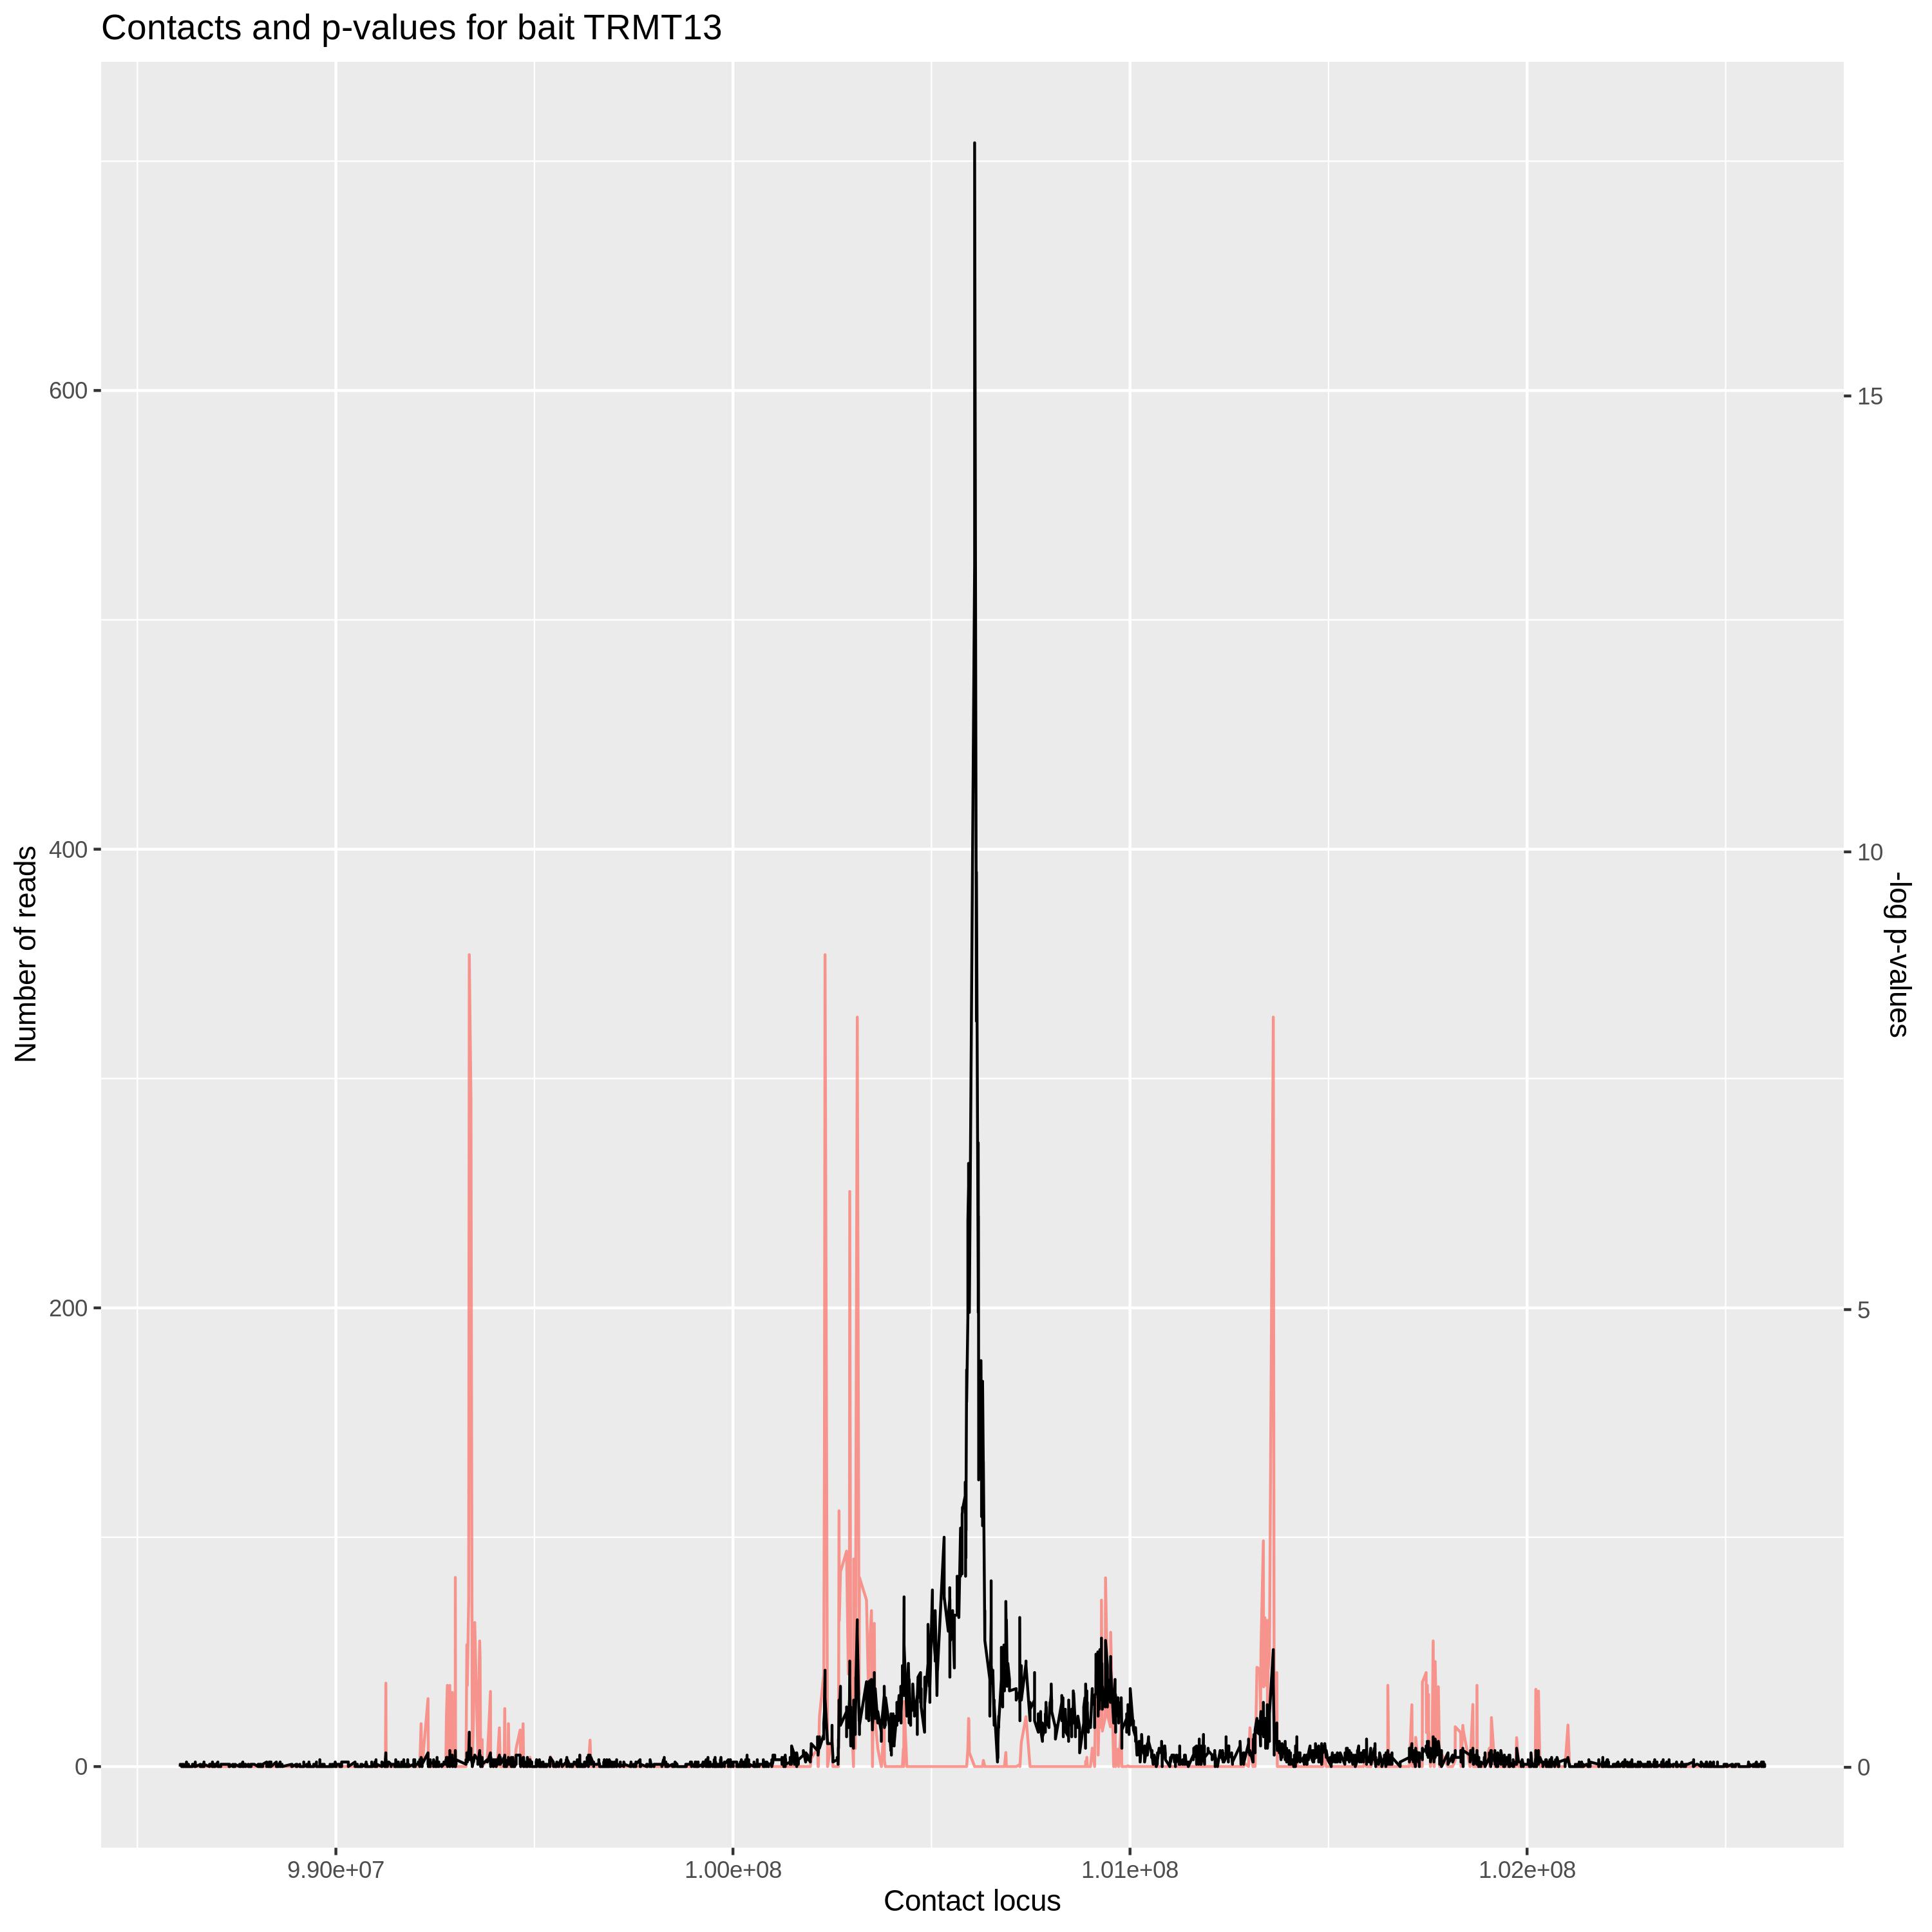 Contacts and p-values for bait TRMT13
Number of reads
600
400
200
0
15
10
5
0
-log p-values
9.90e+07
1.00e+08
1.01e+08
1.02e+08
Contact locus